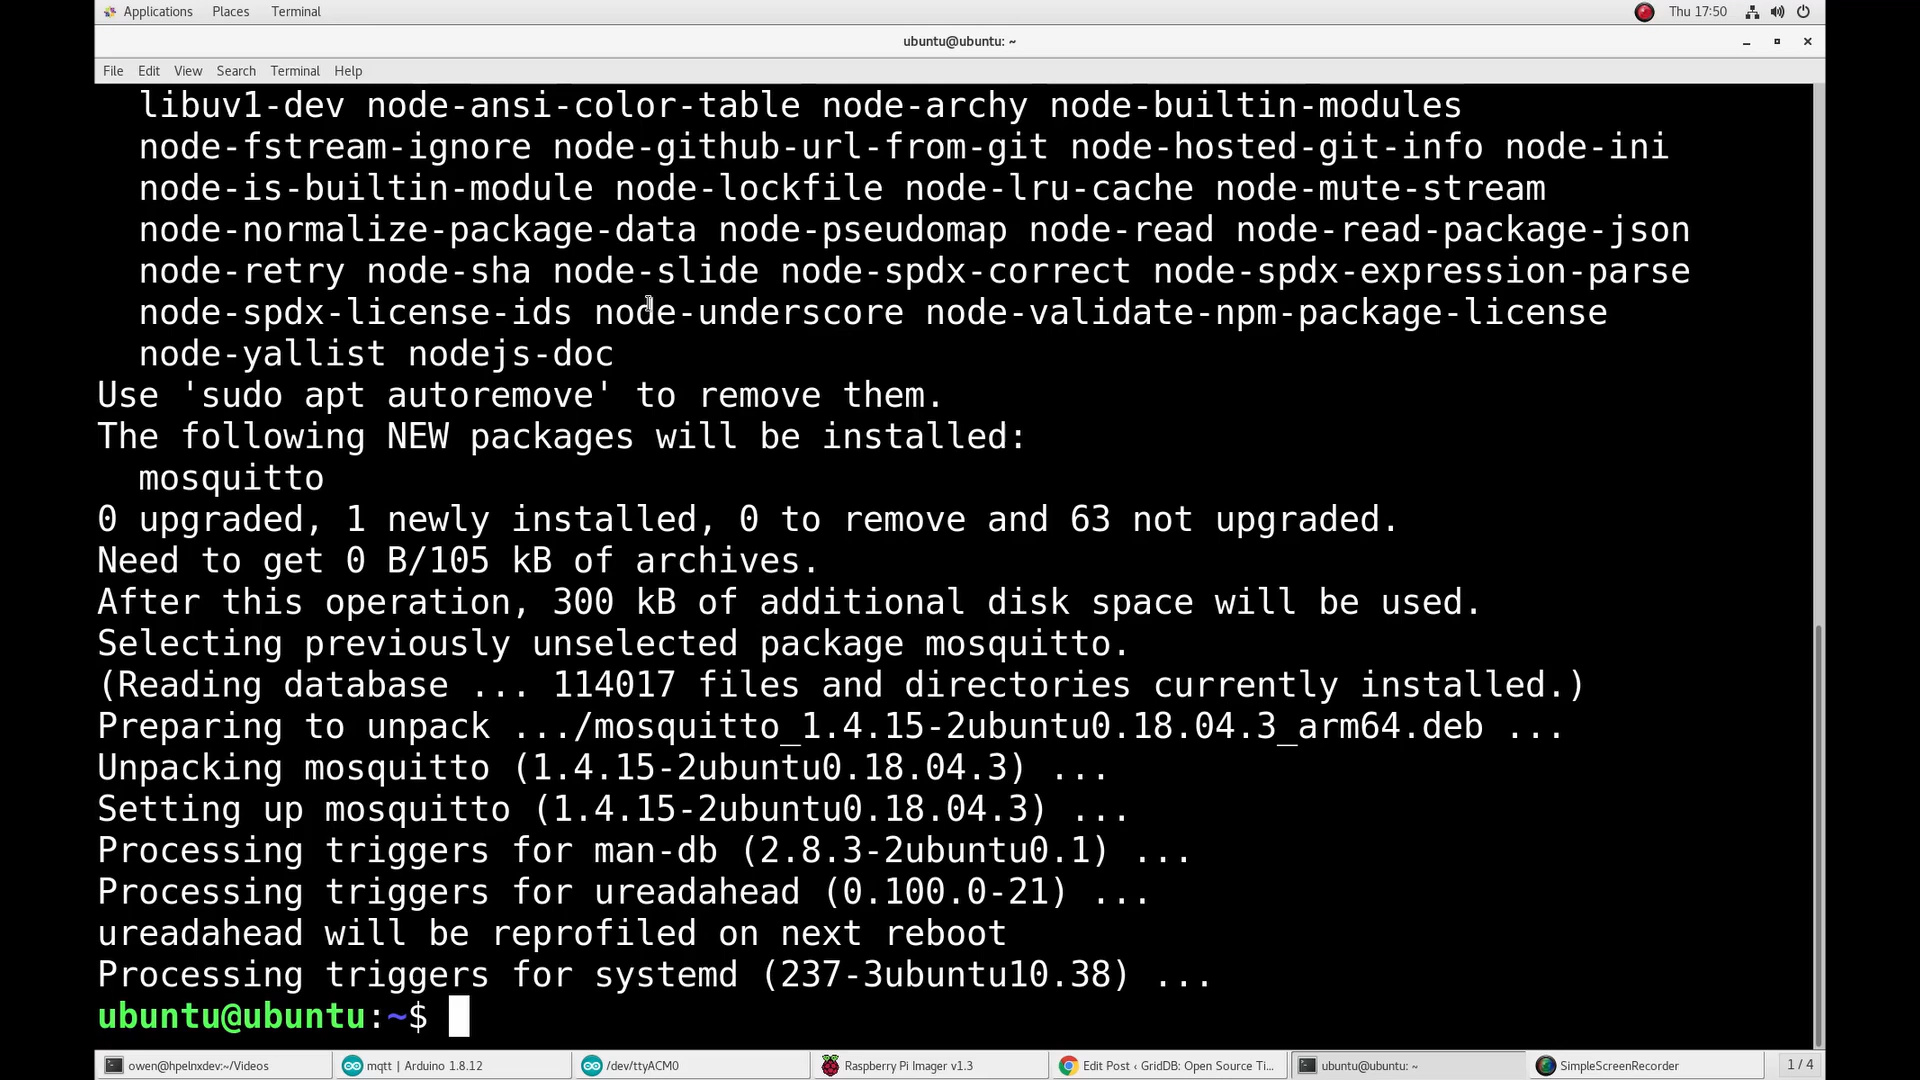 Applications Places Terminal Thu 17:50
ubuntu@ubuntu: ~
File Edit View Search Terminal Help
libuv1-dev node-ansi-color-table node-archy node-builtin-modules
node-fstream-ignore node-github-url-from-git node-hosted-git-info node-ini
node-is-builtin-module node-lockfile node-lru-cache node-mute-stream
node-normalize-package-data node-pseudomap node-read node-read-package-json
node-retry node-sha node-slide node-spdx-correct node-spdx-expression-parse
node-spdx-license-ids node-underscore node-validate-npm-package-license
node-yallist nodejs-doc
Use 'sudo apt autoremove' to remove them.
The following NEW packages will be installed:
mosquitto
0 upgraded, 1 newly installed, 0 to remove and 63 not upgraded.
Need to get 0 B/105 kB of archives.
After this operation, 300 kB of additional disk space will be used.
Selecting previously unselected package mosquitto.
(Reading database ... 114017 files and directories currently installed.)
Preparing to unpack .../mosquitto_1.4.15-2ubuntu0.18.04.3_arm64.deb ...
Unpacking mosquitto (1.4.15-2ubuntu0.18.04.3) ...
Setting up mosquitto (1.4.15-2ubuntu0.18.04.3) ...
Processing triggers for man-db (2.8.3-2ubuntu0.1) ...
Processing triggers for ureadahead (0.100.0-21) ...
ureadahead will be reprofiled on next reboot
Processing triggers for systemd (237-3ubuntu10.38) ...
ubuntu@ubuntu:~$
owen@hpelnxdev:~/Videos mqtt | Arduino 1.8.12 /dev/ttyACM0 Raspberry Pi Imager v1.3 Edit Post ‹ GridDB: Open Source Ti... ubuntu@ubuntu: ~ SimpleScreenRecorder 1 / 4